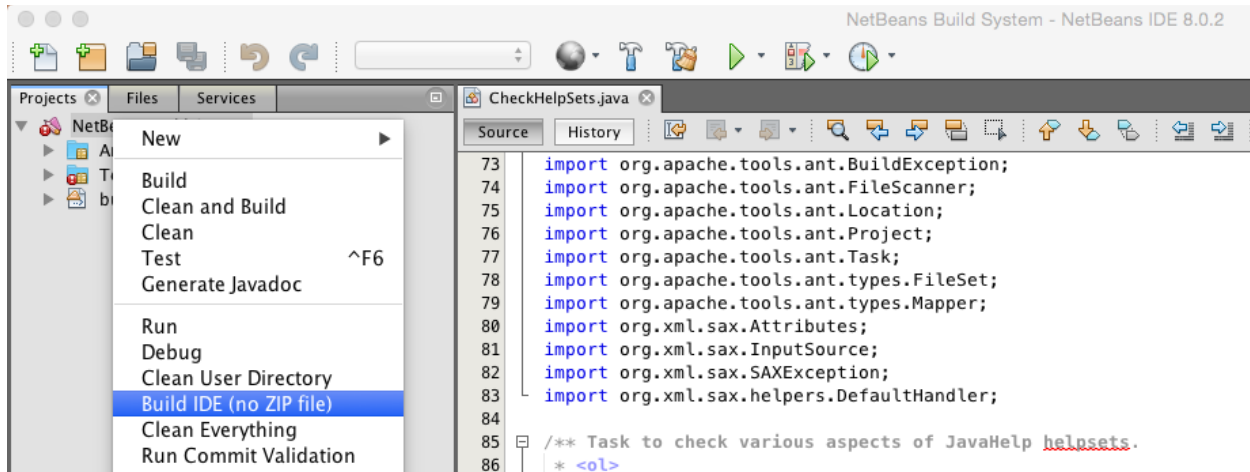 NetBeans Build System - NetBeans IDE 8.0.2
Projects Files Services
NetBe
A
T
b
New
Build
Clean and Build
Clean
Test ^F6
Generate Javadoc
Run
Debug
Clean User Directory
Build IDE (no ZIP file)
Clean Everything
Run Commit Validation
CheckHelpSets.java
Source History
73 import org.apache.tools.ant.BuildException;
74 import org.apache.tools.ant.FileScanner;
75 import org.apache.tools.ant.Location;
76 import org.apache.tools.ant.Project;
77 import org.apache.tools.ant.Task;
78 import org.apache.tools.ant.types.FileSet;
79 import org.apache.tools.ant.types.Mapper;
80 import org.xml.sax.Attributes;
81 import org.xml.sax.InputSource;
82 import org.xml.sax.SAXException;
83 import org.xml.sax.helpers.DefaultHandler;
84
85 /** Task to check various aspects of JavaHelp helpsets.
86 * <ol>